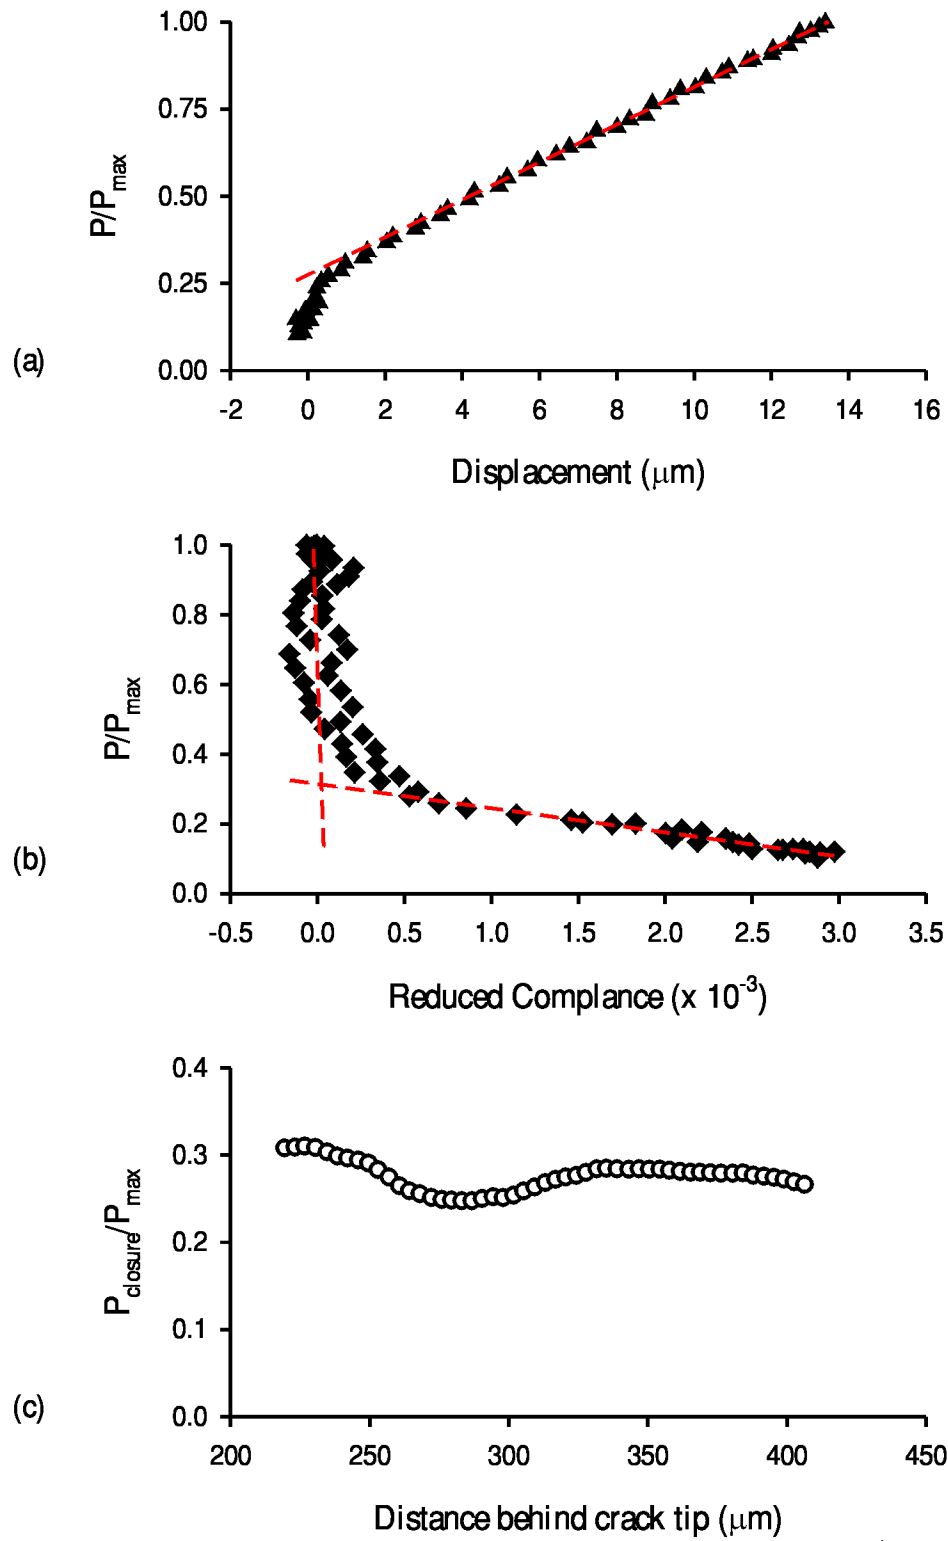 1.00
0.75
0.50
0.25
0.00
P/Pmax
(a)
-2 0 2 4 6 8 10 12 14 16
Displacement (μm)
1.0
0.8
0.6
0.4
0.2
0.0
P/Pmax
(b)
-0.5 0.0 0.5 1.0 1.5 2.0 2.5 3.0 3.5
Reduced Complance (x 10-3)
0.4
0.3
0.2
0.1
0.0
Pclosure/Pmax
(c)
200 250 300 350 400 450
Distance behind crack tip (μm)